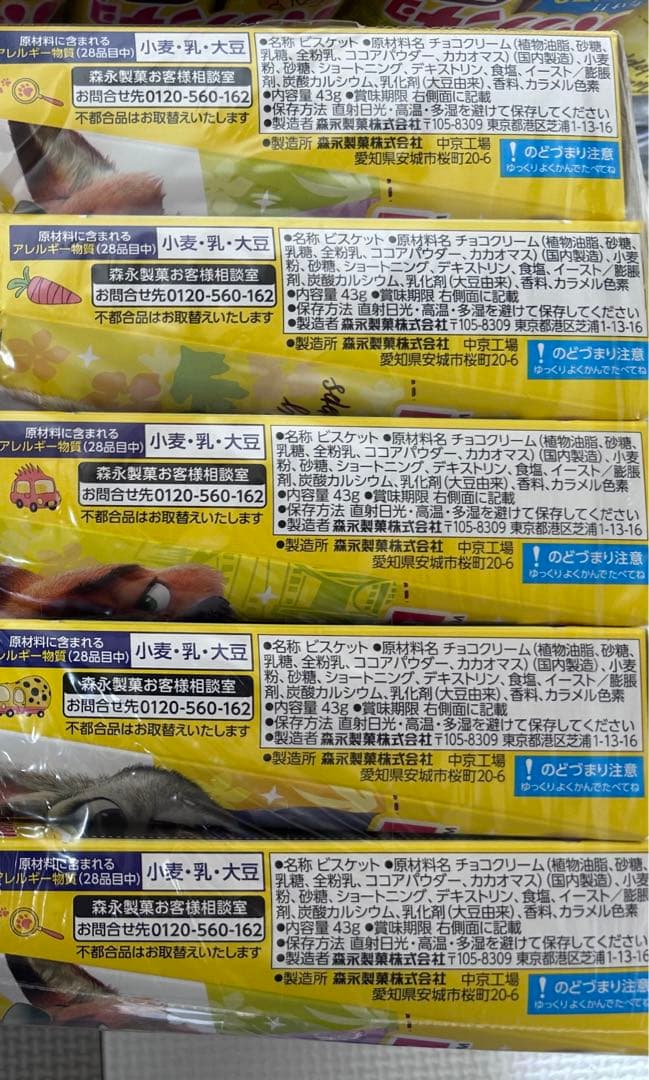 原材料に含まれる
アレルギー物質(28品目中) 小麦・乳・大豆
森永製菓お客様相談室
お問合せ先0120-560-162
不都合品はお取替えいたします
●名称 ビスケット ●原材料名 チョコクリーム(植物油脂、砂糖、
乳糖、全粉乳、ココアパウダー、カカオマス)(国内製造)、小麦
粉、砂糖、ショートニング、デキストリン、食塩、イースト/膨脹
剤、炭酸カルシウム、乳化剤(大豆由来)、香料、カラメル色素
●内容量 43g ●賞味期限 右側面に記載
●保存方法 直射日光・高温・多湿を避けて保存してください
●製造者 森永製菓株式会社 〒105-8309 東京都港区芝浦1-13-16
●製造所 森永製菓株式会社 中京工場
愛知県安城市桜町20-6
! のどづまり注意
ゆっくりよくかんでたべてね
原材料に含まれる
アレルギー物質(28品目中) 小麦・乳・大豆
森永製菓お客様相談室
お問合せ先0120-560-162
不都合品はお取替えいたします
●名称 ビスケット ●原材料名 チョコクリーム(植物油脂、砂糖、
乳糖、全粉乳、ココアパウダー、カカオマス)(国内製造)、小麦
粉、砂糖、ショートニング、デキストリン、食塩、イースト/膨脹
剤、炭酸カルシウム、乳化剤(大豆由来)、香料、カラメル色素
●内容量 43g ●賞味期限 右側面に記載
●保存方法 直射日光・高温・多湿を避けて保存してください
●製造者 森永製菓株式会社 〒105-8309 東京都港区芝浦1-13-16
●製造所 森永製菓株式会社 中京工場
愛知県安城市桜町20-6
! のどづまり注意
ゆっくりよくかんでたべてね
原材料に含まれる
アレルギー物質(28品目中) 小麦・乳・大豆
森永製菓お客様相談室
お問合せ先0120-560-162
不都合品はお取替えいたします
●名称 ビスケット ●原材料名 チョコクリーム(植物油脂、砂糖、
乳糖、全粉乳、ココアパウダー、カカオマス)(国内製造)、小麦
粉、砂糖、ショートニング、デキストリン、食塩、イースト/膨脹
剤、炭酸カルシウム、乳化剤(大豆由来)、香料、カラメル色素
●内容量 43g ●賞味期限 右側面に記載
●保存方法 直射日光・高温・多湿を避けて保存してください
●製造者 森永製菓株式会社 〒105-8309 東京都港区芝浦1-13-16
●製造所 森永製菓株式会社 中京工場
愛知県安城市桜町20-6
! のどづまり注意
ゆっくりよくかんでたべてね
原材料に含まれる
レルギー物質(28品目中) 小麦・乳・大豆
森永製菓お客様相談室
お問合せ先0120-560-162
不都合品はお取替えいたします
●名称 ビスケット ●原材料名 チョコクリーム(植物油脂、砂糖、
乳糖、全粉乳、ココアパウダー、カカオマス)(国内製造)、小麦
粉、砂糖、ショートニング、デキストリン、食塩、イースト/膨脹
剤、炭酸カルシウム、乳化剤(大豆由来)、香料、カラメル色素
●内容量 43g ●賞味期限 右側面に記載
●保存方法 直射日光・高温・多湿を避けて保存してください
●製造者 森永製菓株式会社 〒105-8309 東京都港区芝浦1-13-16
●製造所 森永製菓株式会社 中京工場
愛知県安城市桜町20-6
! のどづまり注意
ゆっくりよくかんでたべてね
原材料に含まれる
アレルギー物質(28品目中) 小麦・乳・大豆
森永製菓お客様相談室
お問合せ先0120-560-162
不都合品はお取替えいたします
●名称 ビスケット ●原材料名 チョコクリーム(植物油脂、砂糖、
乳糖、全粉乳、ココアパウダー、カカオマス)(国内製造)、小麦
粉、砂糖、ショートニング、デキストリン、食塩、イースト/膨脹
剤、炭酸カルシウム、乳化剤(大豆由来)、香料、カラメル色素
●内容量 43g ●賞味期限 右側面に記載
●保存方法 直射日光・高温・多湿を避けて保存してください
●製造者 森永製菓株式会社 〒105-8309 東京都港区芝浦1-13-16
●製造所 森永製菓株式会社 中京工場
愛知県安城市桜町20-6
! のどづまり注意
ゆっくりよくかんでたべてね